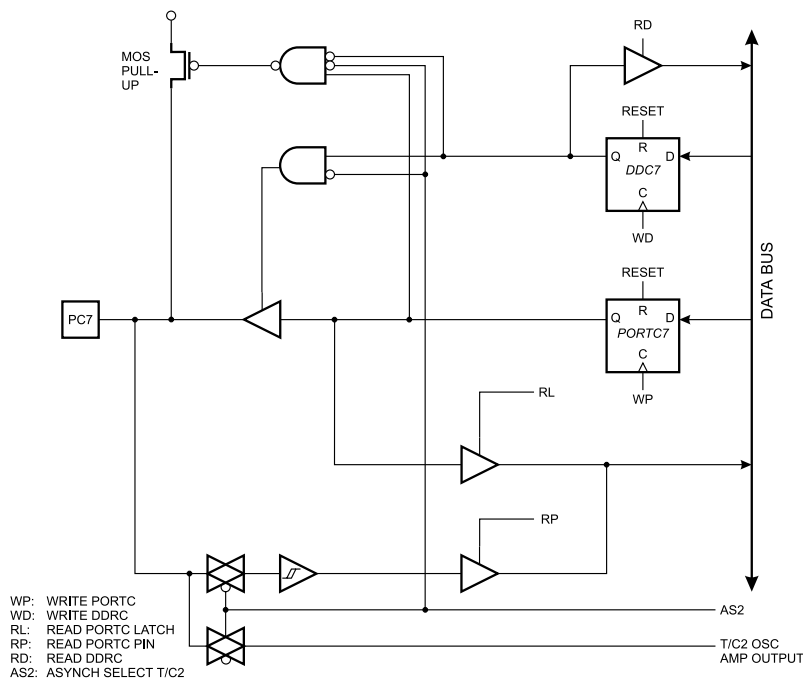 RD
MOS
PULL-
UP
RESET
R
Q
D
DDC7
C
WD
RESET
R
Q
D
PORTC7
C
WP
DATA BUS
PC7
RL
RP
AS2
T/C2 OSC
AMP OUTPUT
WP: WRITE PORTC
WD: WRITE DDRC
RL: READ PORTC LATCH
RP: READ PORTC PIN
RD: READ DDRC
AS2: ASYNCH SELECT T/C2